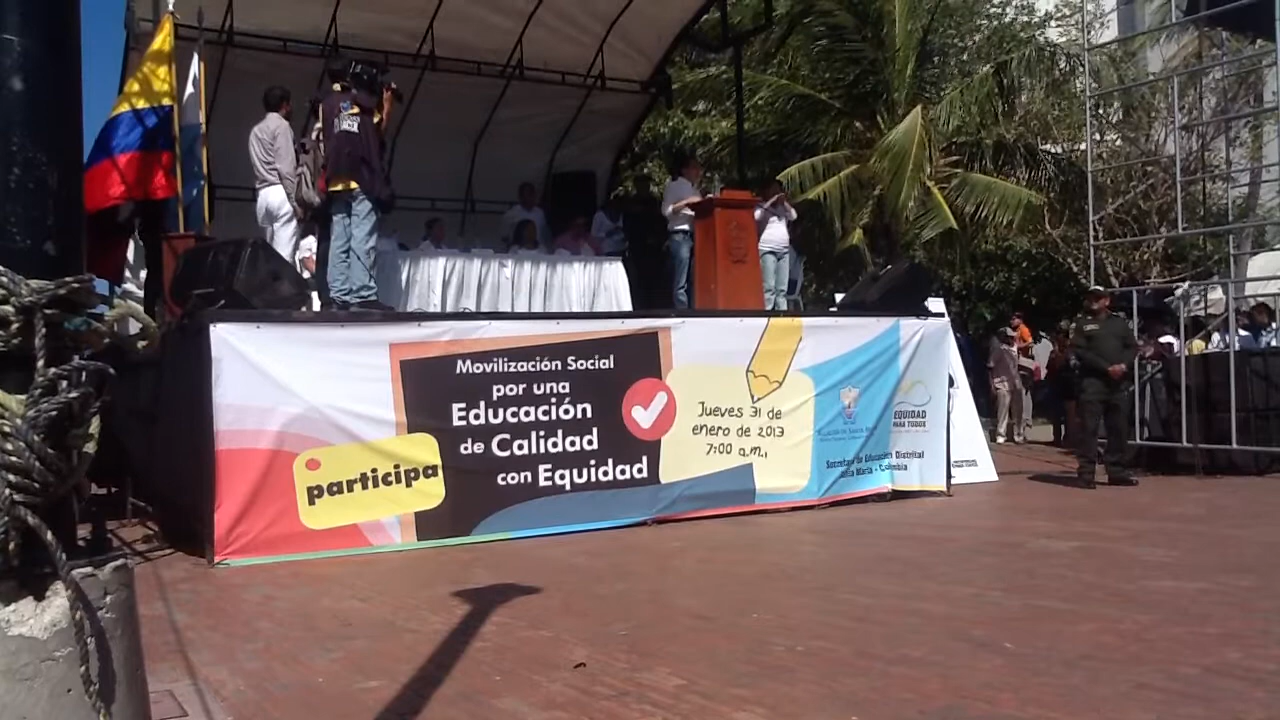 Movilización Social
por una
Educación
de Calidad
con Equidad
participa
Jueves 31 de
enero de 2013
7:00 a.m.,
EQUIDAD
PARA TODOS
Secretaría de Educación Distrital
Santa Marta - Colombia